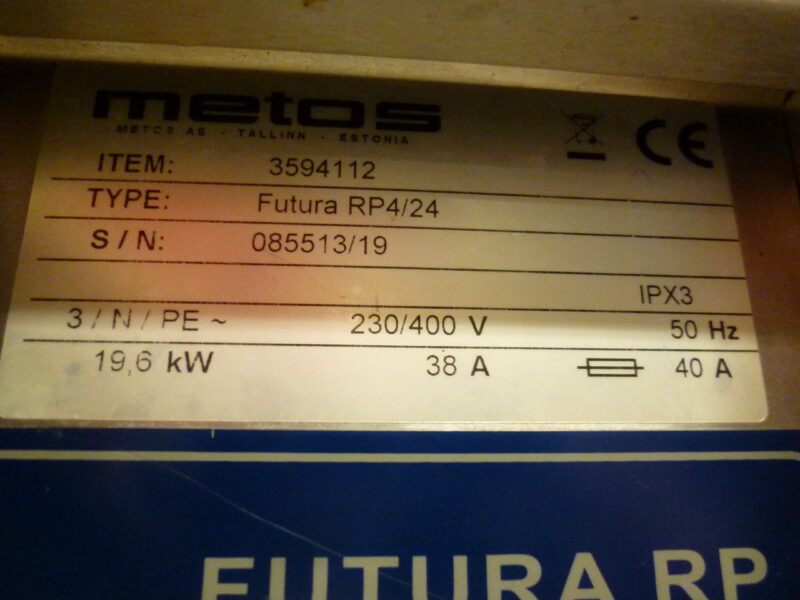 metos
METOS AS. - TALLINN - ESTONIA
CE
ITEM: 3594112
TYPE: Futura RP4/24
S / N: 085513/19
IPX3
3 / N / PE ~ 230/400 V 50 Hz
19,6 kW 38 A 40 A
FUTURA RP